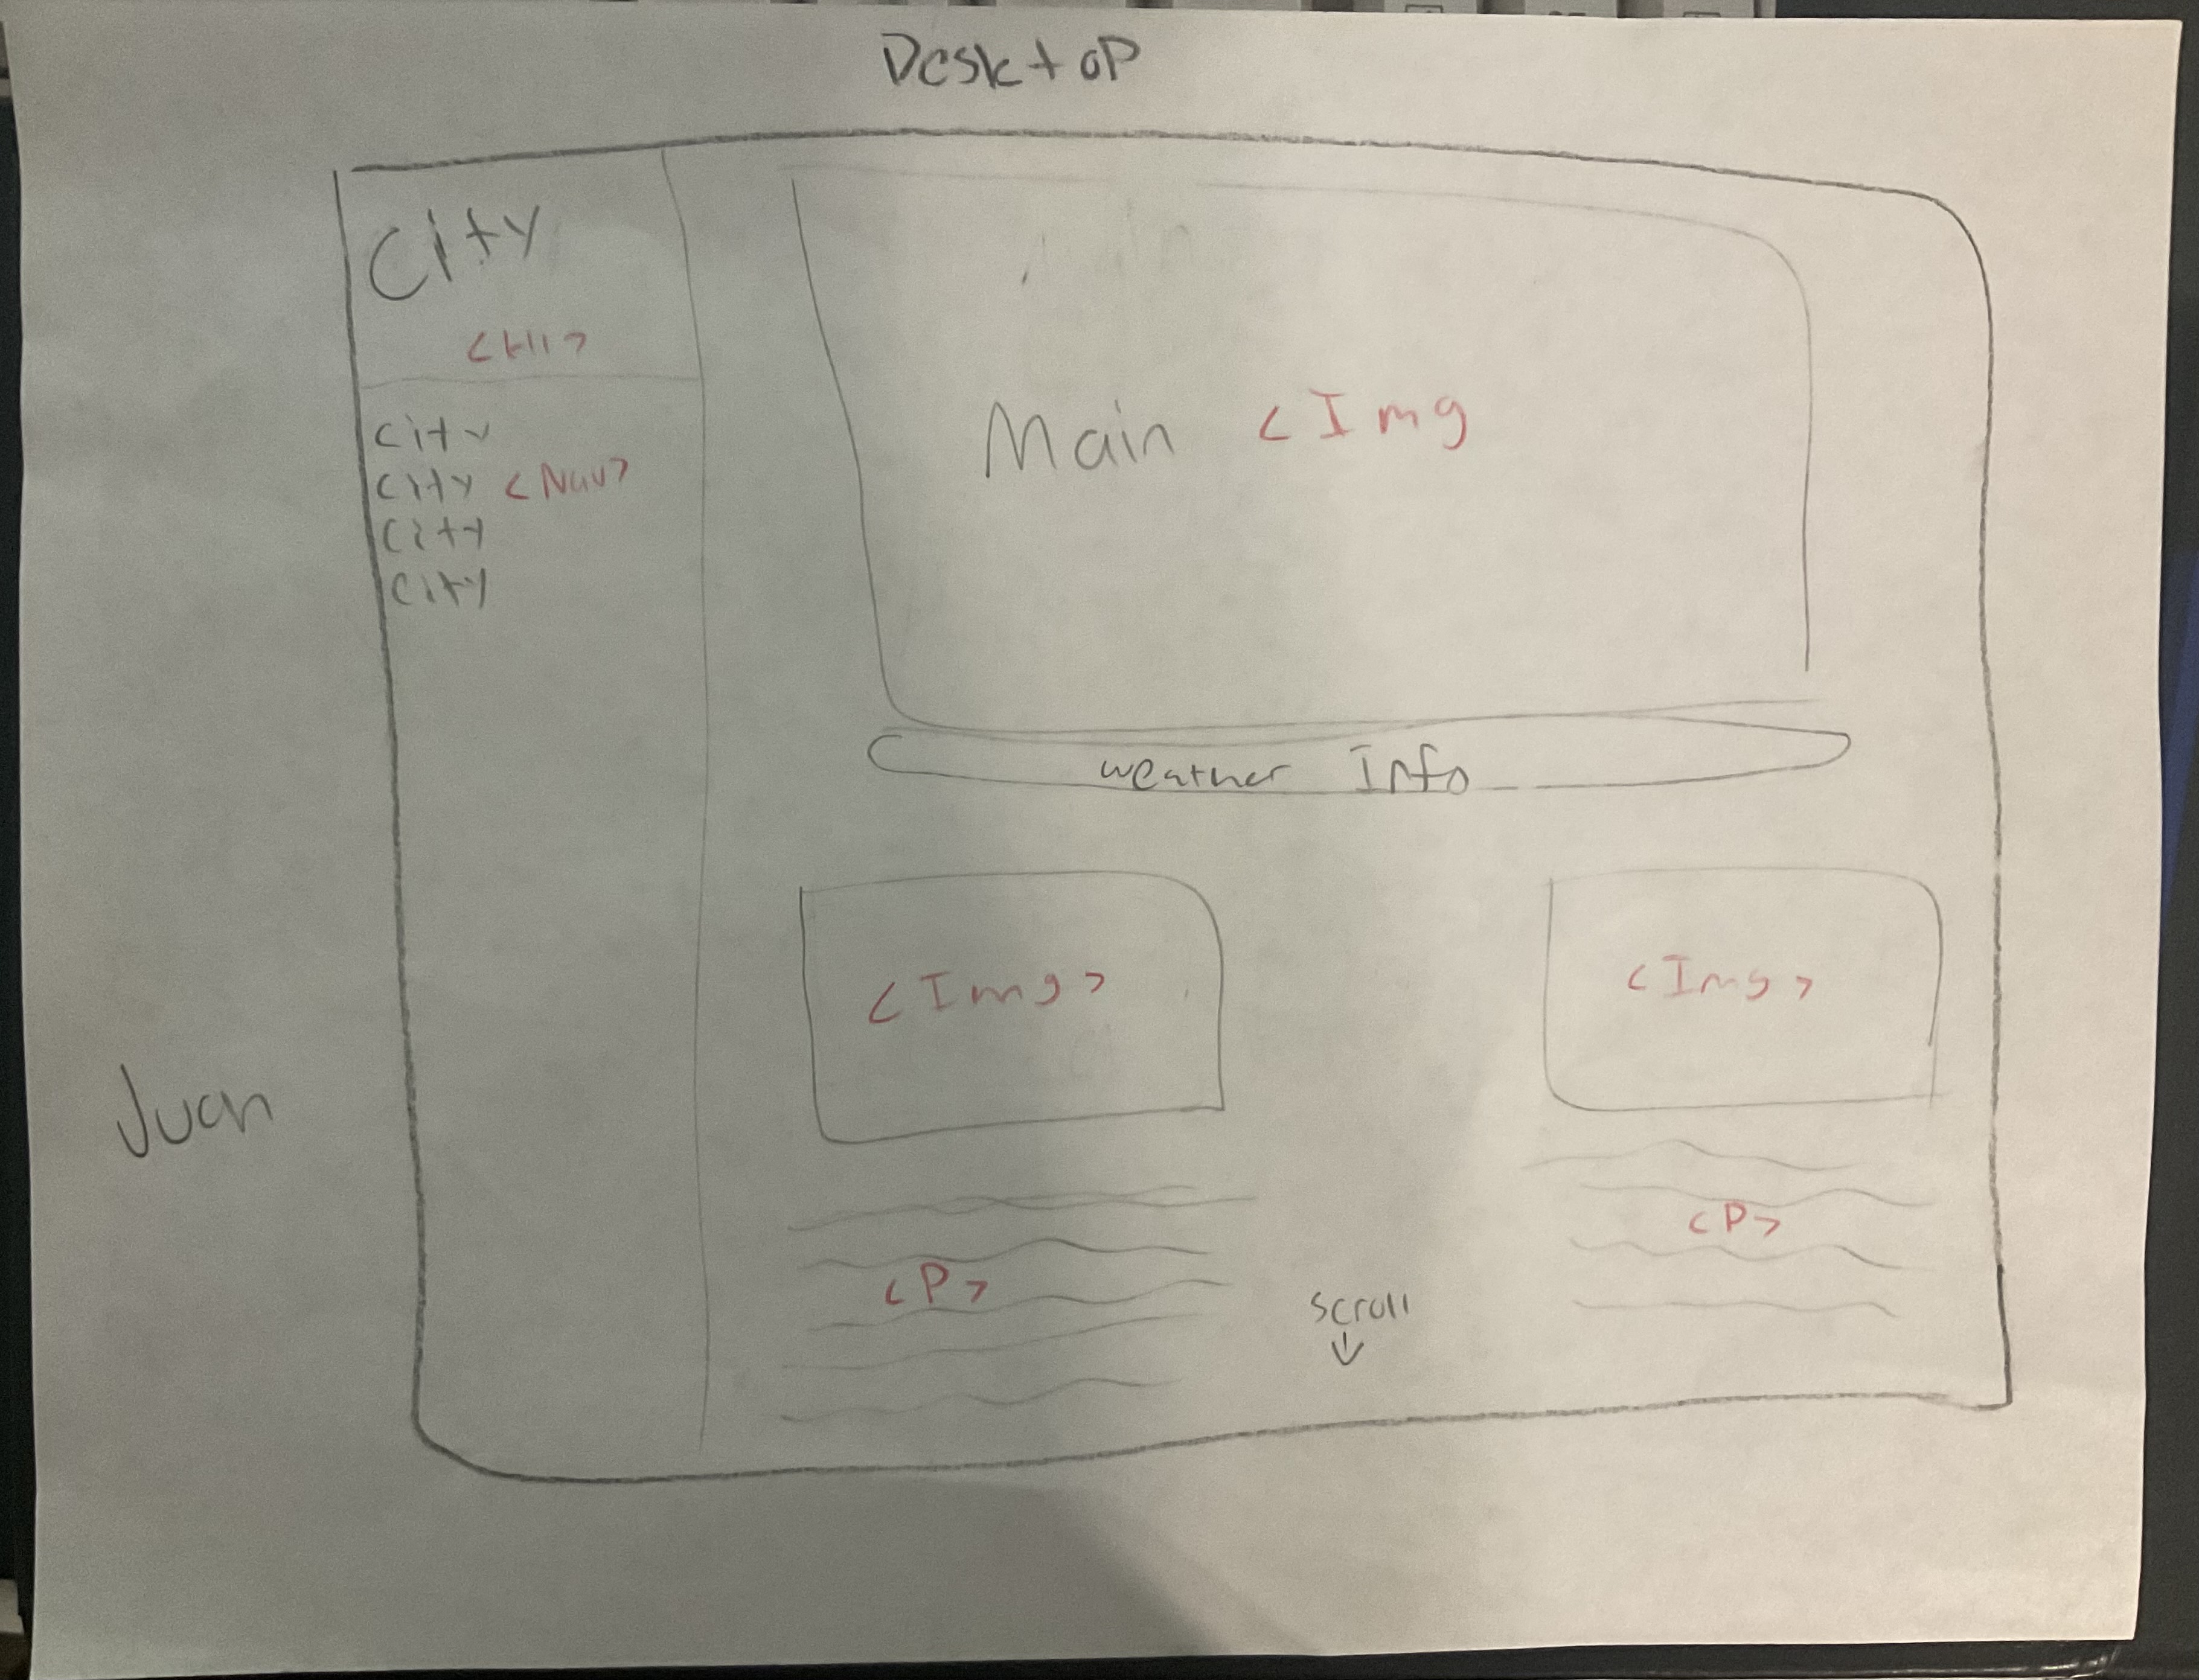 Desktop
City
<H1>
City
City <Nav>
City
City
Main <Img
Weather Info
<Img>
<Img>
<P>
<P>
Scroll
Juan